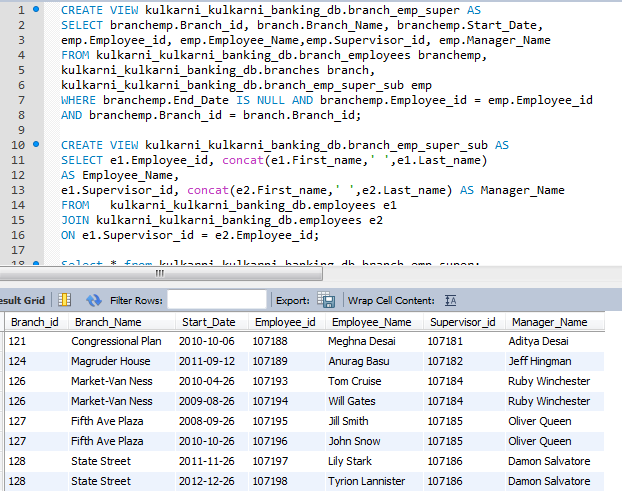 1 CREATE VIEW kulkarni_kulkarni_banking_db.branch_emp_super AS
2 SELECT branchemp.Branch_id, branch.Branch_Name, branchemp.Start_Date,
3 emp.Employee_id, emp.Employee_Name,emp.Supervisor_id, emp.Manager_Name
4 FROM kulkarni_kulkarni_banking_db.branch_employees branchemp,
5 kulkarni_kulkarni_banking_db.branches branch,
6 kulkarni_kulkarni_banking_db.branch_emp_super_sub emp
7 WHERE branchemp.End_Date IS NULL AND branchemp.Employee_id = emp.Employee_id
8 AND branchemp.Branch_id = branch.Branch_id;
9
10 CREATE VIEW kulkarni_kulkarni_banking_db.branch_emp_super_sub AS
11 SELECT e1.Employee_id, concat(e1.First_name,' ',e1.Last_name)
12 AS Employee_Name,
13 e1.Supervisor_id, concat(e2.First_name,' ',e2.Last_name) AS Manager_Name
14 FROM kulkarni_kulkarni_banking_db.employees e1
15 JOIN kulkarni_kulkarni_banking_db.employees e2
16 ON e1.Supervisor_id = e2.Employee_id;
17
18 Select * from kulkarni_kulkarni_banking_db.branch_emp_super;
esult Grid Filter Rows: Export: Wrap Cell Content:
Branch_id Branch_Name Start_Date Employee_id Employee_Name Supervisor_id Manager_Name
121 Congressional Plan 2010-10-06 107188 Meghna Desai 107181 Aditya Desai
124 Magruder House 2011-09-12 107189 Anurag Basu 107182 Jeff Hingman
126 Market-Van Ness 2010-04-26 107193 Tom Cruise 107184 Ruby Winchester
126 Market-Van Ness 2009-08-26 107194 Will Gates 107184 Ruby Winchester
127 Fifth Ave Plaza 2008-09-26 107195 Jill Smith 107185 Oliver Queen
127 Fifth Ave Plaza 2010-10-26 107196 John Snow 107185 Oliver Queen
128 State Street 2011-11-26 107197 Lily Stark 107186 Damon Salvatore
128 State Street 2012-12-26 107198 Tyrion Lannister 107186 Damon Salvatore